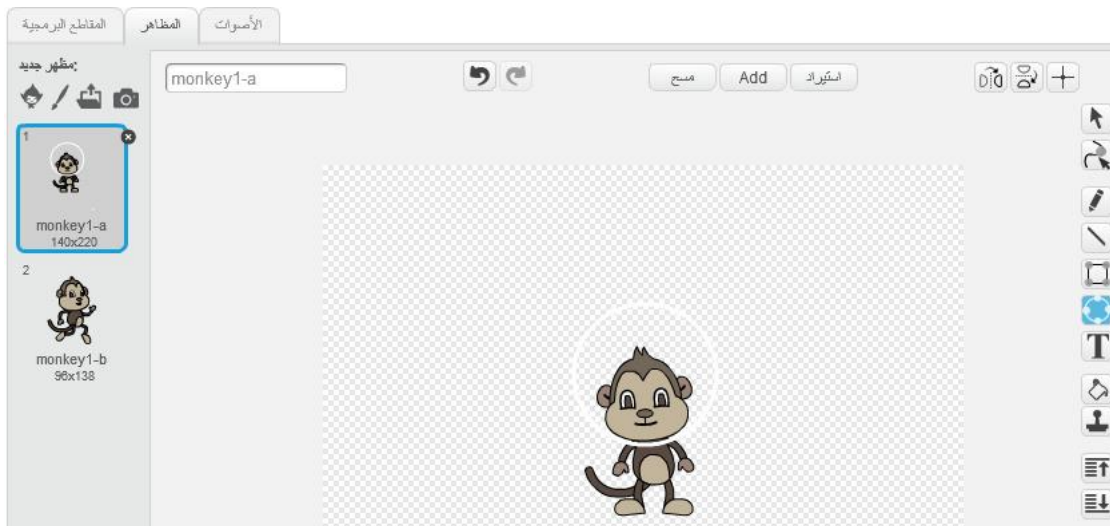 الأصوات
المظاهر
المقاطع البرمجية
مظهر جديد:
monkey1-a
مسح
Add
استيراد
1
monkey1-a
140x220
2
monkey1-b
96x138
T